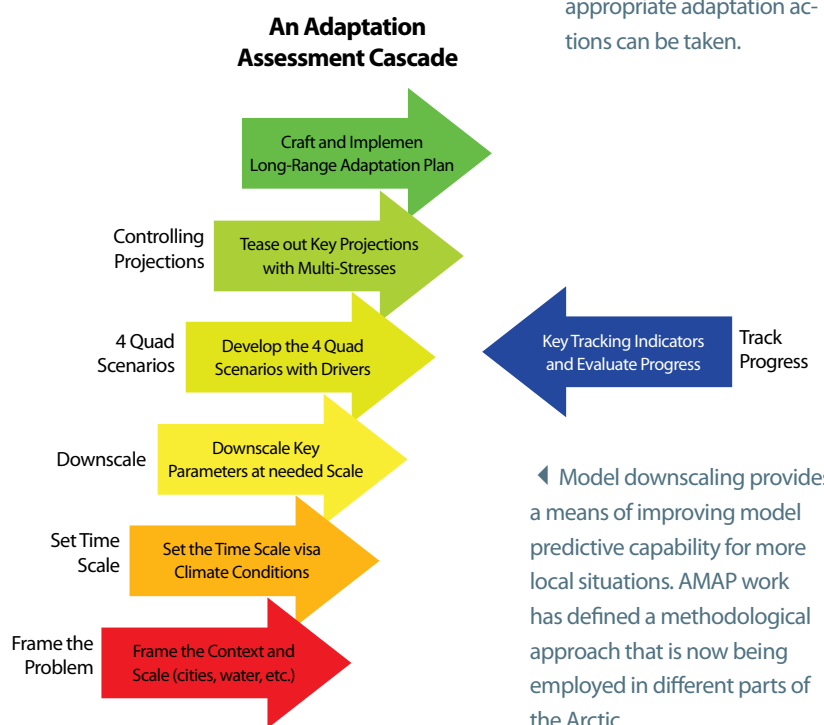 appropriate adaptation ac-
tions can be taken.
An Adaptation
Assessment Cascade
Craft and Implemen
Long-Range Adaptation Plan
Controlling
Projections
Tease out Key Projections
with Multi-Stresses
4 Quad
Scenarios
Develop the 4 Quad
Scenarios with Drivers
Key Tracking Indicators
and Evaluate Progress
Track
Progress
Downscale
Downscale Key
Parameters at needed Scale
Set Time
Scale
Set the Time Scale visa
Climate Conditions
Frame the
Problem
Frame the Context and
Scale (cities, water, etc.)
Model downscaling provides
a means of improving model
predictive capability for more
local situations. AMAP work
has defined a methodological
approach that is now being
employed in different parts of
the Arctic